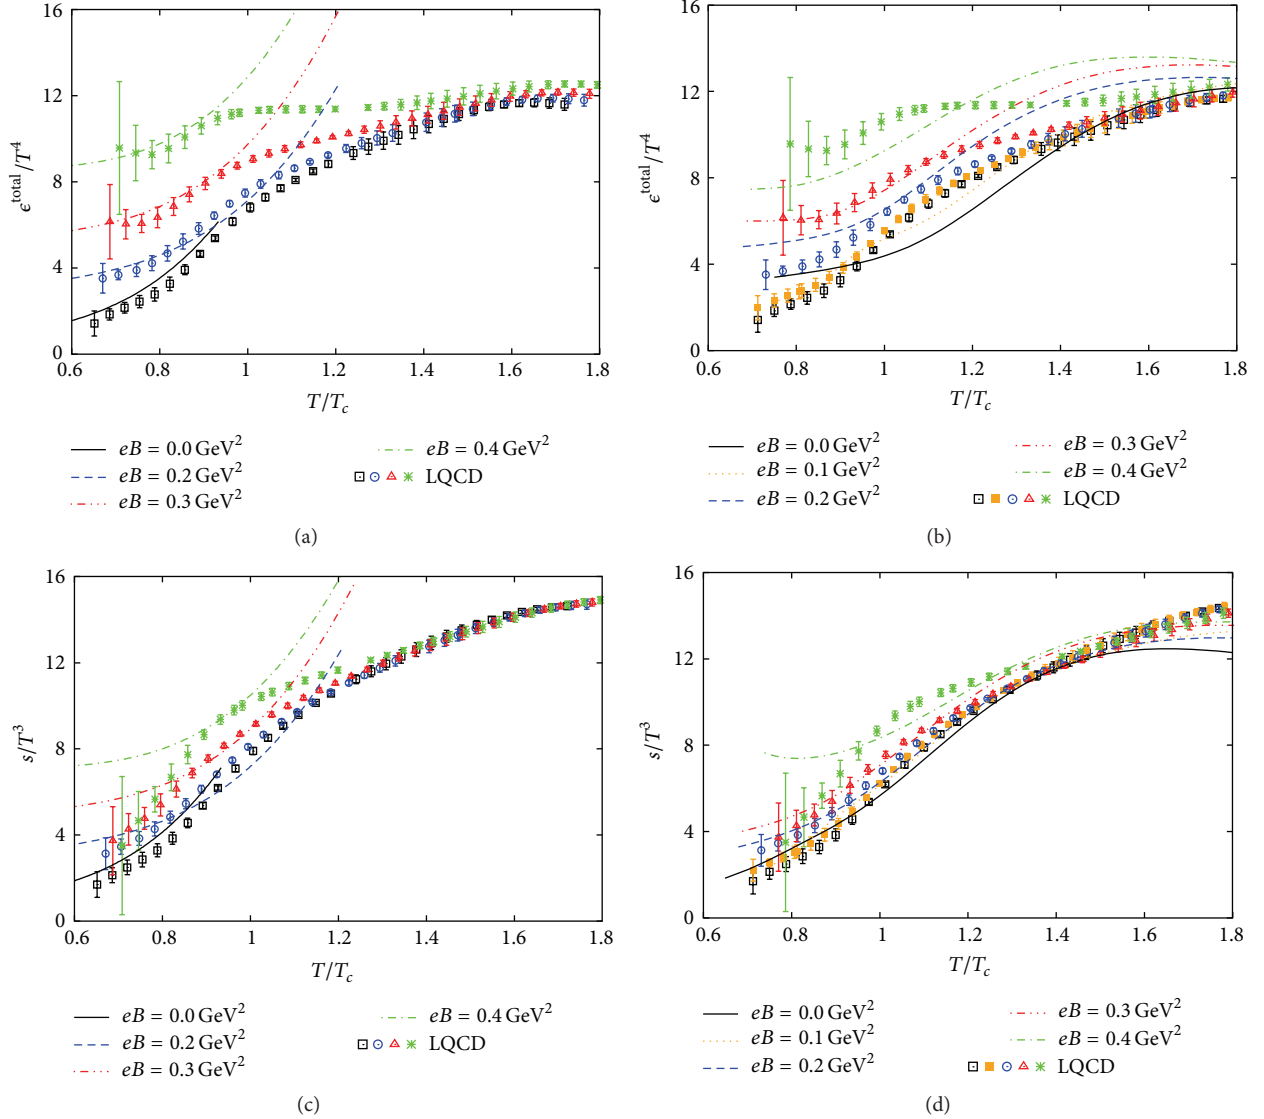 16
12
8
4
0
ϵ^total/T^4
0.6 0.8 1 1.2 1.4 1.6 1.8
T/T_c
eB = 0.0 GeV²
eB = 0.2 GeV²
eB = 0.3 GeV²
eB = 0.4 GeV²
LQCD
(a)
16
12
8
4
0
ϵ^total/T^4
0.6 0.8 1 1.2 1.4 1.6 1.8
T/T_c
eB = 0.0 GeV²
eB = 0.1 GeV²
eB = 0.2 GeV²
eB = 0.3 GeV²
eB = 0.4 GeV²
LQCD
(b)
16
12
8
4
0
s/T^3
0.6 0.8 1 1.2 1.4 1.6 1.8
T/T_c
eB = 0.0 GeV²
eB = 0.2 GeV²
eB = 0.3 GeV²
eB = 0.4 GeV²
LQCD
(c)
16
12
8
4
0
s/T^3
0.6 0.8 1 1.2 1.4 1.6 1.8
T/T_c
eB = 0.0 GeV²
eB = 0.1 GeV²
eB = 0.2 GeV²
eB = 0.3 GeV²
eB = 0.4 GeV²
LQCD
(d)